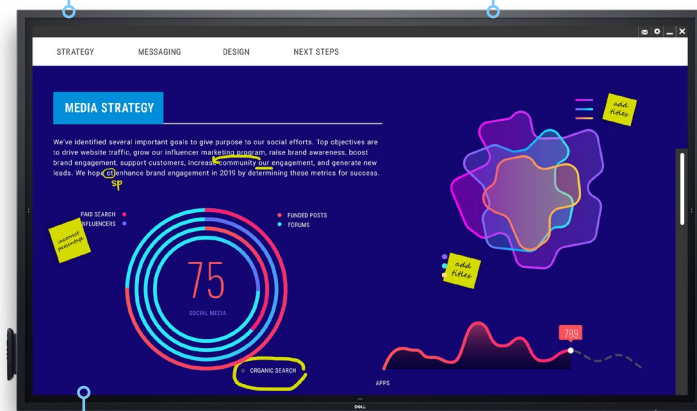 STRATEGY MESSAGING DESIGN NEXT STEPS
MEDIA STRATEGY
We've identified several important goals to give purpose to our social efforts. Top objectives are
to drive website traffic, grow our influencer marketing program, raise brand awareness, boost
brand engagement, support customers, increase community our engagement, and generate new
leads. We hope ot enhance brand engagement in 2019 by determining these metrics for success.
sp
add
titles
PAID SEARCH
INFLUENCERS
FUNDED POSTS
FORUMS
incorrect
percentage
75
SOCIAL MEDIA
ORGANIC SEARCH
add
titles
789
APPS
DELL